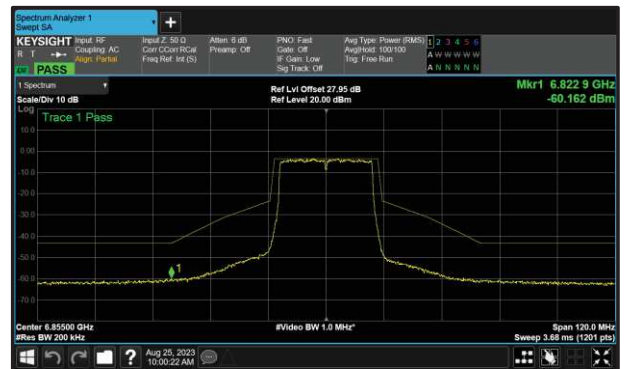 Spectrum Analyzer 1
Swept SA
+
KEYSIGHT
R T
PASS
Input: RF
Coupling: AC
Align: Partial
Input Z: 50 Ω
Corr CCorr RCal
Freq Ref: Int (S)
Atten: 6 dB
Preamp: Off
PNO: Fast
Gate: Off
IF Gain: Low
Sig Track: Off
Avg Type: Power (RMS)
Avg|Hold: 100/100
Trig: Free Run
1 2 3 4 5 6
A W W W W W
A N N N N N
1 Spectrum
Scale/Div 10 dB
Ref Lvl Offset 27.95 dB
Ref Level 20.00 dBm
Mkr1 6.822 9 GHz
-60.162 dBm
Log
Trace 1 Pass
10.0
0.00
-10.0
-20.0
-30.0
-40.0
-50.0
-60.0
-70.0
1
Center 6.85500 GHz
#Res BW 200 kHz
#Video BW 1.0 MHz*
Span 120.0 MHz
Sweep 3.68 ms (1201 pts)
?
Aug 25, 2023
10:00:22 AM